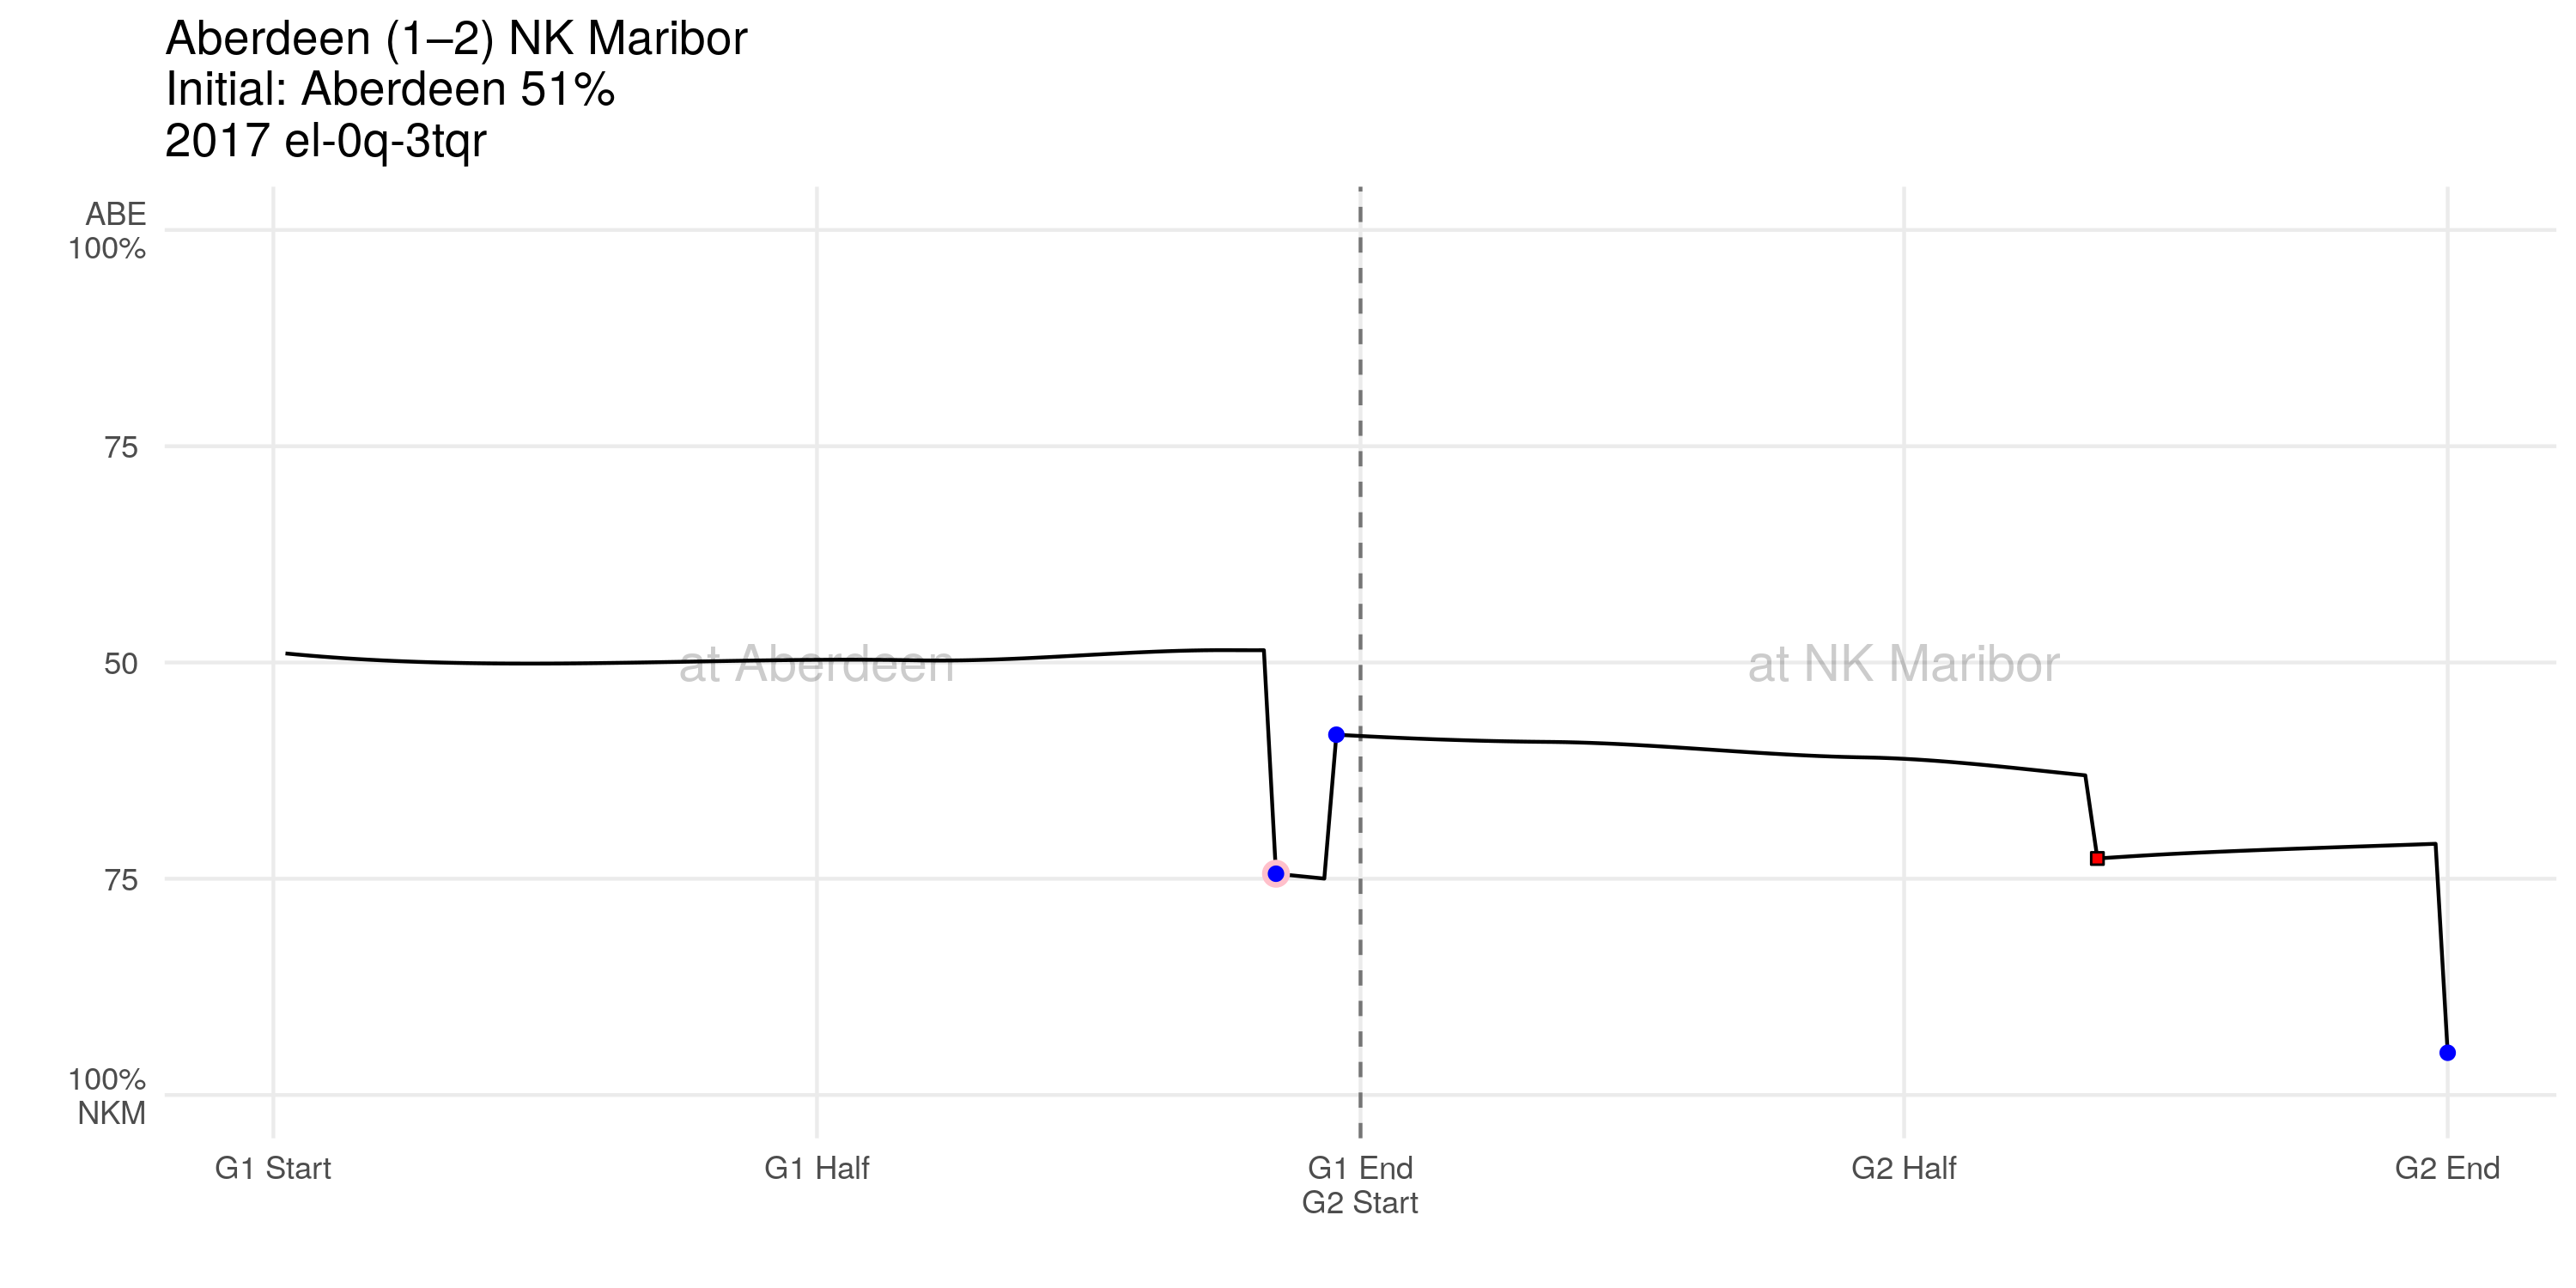 Aberdeen (1–2) NK Maribor
Initial: Aberdeen 51%
2017 el-0q-3tqr
ABE
100%
75
50
75
100%
NKM
at Aberdeen
at NK Maribor
G1 Start
G1 Half
G1 End
G2 Start
G2 Half
G2 End